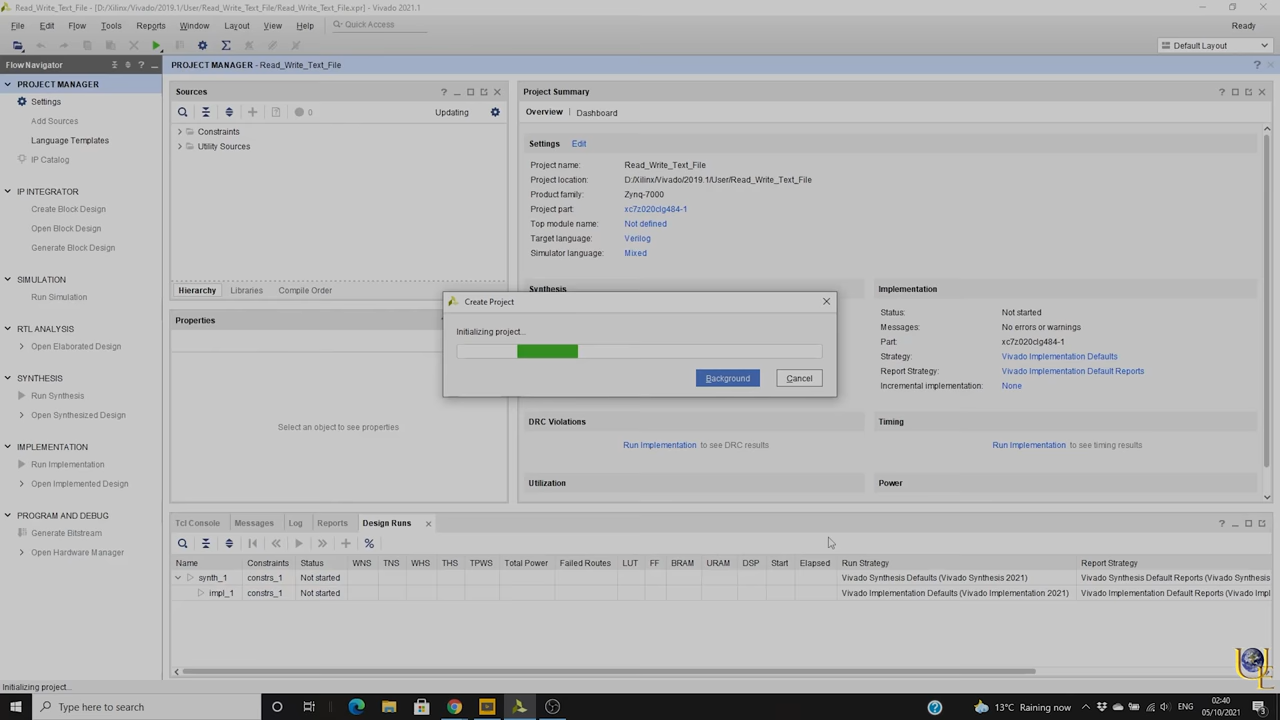 Read_Write_Text_File - [D:/Xilinx/Vivado/2019.1/User/Read_Write_Text_File/Read_Write_Text_File.xpr] - Vivado 2021.1
File Edit Flow Tools Reports Window Layout View Help Quick Access Ready
Default Layout
Flow Navigator
PROJECT MANAGER - Read_Write_Text_File
PROJECT MANAGER
Settings
Add Sources
Language Templates
IP Catalog
IP INTEGRATOR
Create Block Design
Open Block Design
Generate Block Design
SIMULATION
Run Simulation
RTL ANALYSIS
Open Elaborated Design
SYNTHESIS
Run Synthesis
Open Synthesized Design
IMPLEMENTATION
Run Implementation
Open Implemented Design
PROGRAM AND DEBUG
Generate Bitstream
Open Hardware Manager
Sources
0 Updating
Constraints
Utility Sources
Hierarchy Libraries Compile Order
Properties
Select an object to see properties
Project Summary
Overview Dashboard
Settings Edit
Project name: Read_Write_Text_File
Project location: D:/Xilinx/Vivado/2019.1/User/Read_Write_Text_File
Product family: Zynq-7000
Project part: xc7z020clg484-1
Top module name: Not defined
Target language: Verilog
Simulator language: Mixed
Synthesis
Implementation
Status: Not started
Messages: No errors or warnings
Part: xc7z020clg484-1
Strategy: Vivado Implementation Defaults
Report Strategy: Vivado Implementation Default Reports
Incremental implementation: None
DRC Violations
Run Implementation to see DRC results
Timing
Run Implementation to see timing results
Utilization
Power
Create Project
Initializing project...
Background Cancel
Tcl Console Messages Log Reports Design Runs
Name Constraints Status WNS TNS WHS THS TPWS Total Power Failed Routes LUT FF BRAM URAM DSP Start Elapsed Run Strategy Report Strategy
synth_1 constrs_1 Not started Vivado Synthesis Defaults (Vivado Synthesis 2021) Vivado Synthesis Default Reports (Vivado Synthesis
impl_1 constrs_1 Not started Vivado Implementation Defaults (Vivado Implementation 2021) Vivado Implementation Default Reports (Vivado Impl
Initializing project...
Type here to search
13°C Raining now
ENG
02:40
05/10/2021